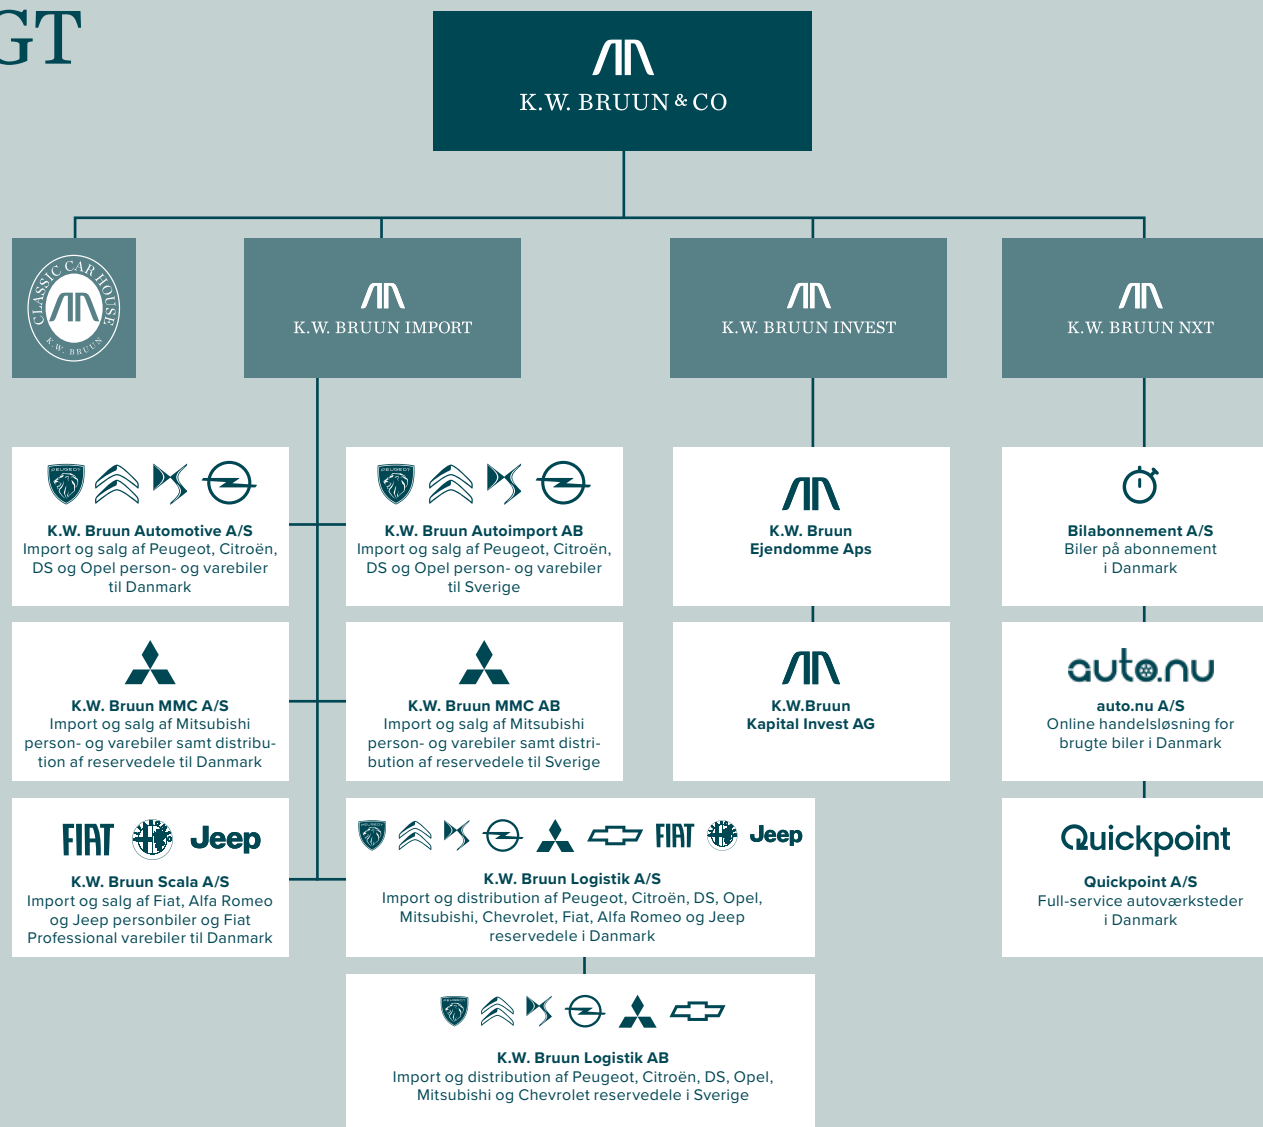 GT
K.W. BRUUN & CO
CLASSIC CAR HOUSE
K.W. BRUUN
K.W. BRUUN IMPORT
K.W. BRUUN INVEST
K.W. BRUUN NXT
PEUGEOT
K.W. Bruun Automotive A/S
Import og salg af Peugeot, Citroën,
DS og Opel person- og varebiler
til Danmark
PEUGEOT
K.W. Bruun Autoimport AB
Import og salg af Peugeot, Citroën,
DS og Opel person- og varebiler
til Sverige
K.W. Bruun
Ejendomme Aps
Bilabonnement A/S
Biler på abonnement
i Danmark
K.W. Bruun MMC A/S
Import og salg af Mitsubishi
person- og varebiler samt distribu-
tion af reservedele til Danmark
K.W. Bruun MMC AB
Import og salg af Mitsubishi
person- og varebiler samt distri-
bution af reservedele til Sverige
K.W.Bruun
Kapital Invest AG
auto.nu
auto.nu A/S
Online handelsløsning for
brugte biler i Danmark
FIAT Jeep
K.W. Bruun Scala A/S
Import og salg af Fiat, Alfa Romeo
og Jeep personbiler og Fiat
Professional varebiler til Danmark
PEUGEOT FIAT Jeep
K.W. Bruun Logistik A/S
Import og distribution af Peugeot, Citroën, DS, Opel,
Mitsubishi, Chevrolet, Fiat, Alfa Romeo og Jeep
reservedele i Danmark
Quickpoint
Quickpoint A/S
Full-service autoværksteder
i Danmark
PEUGEOT
K.W. Bruun Logistik AB
Import og distribution af Peugeot, Citroën, DS, Opel,
Mitsubishi og Chevrolet reservedele i Sverige